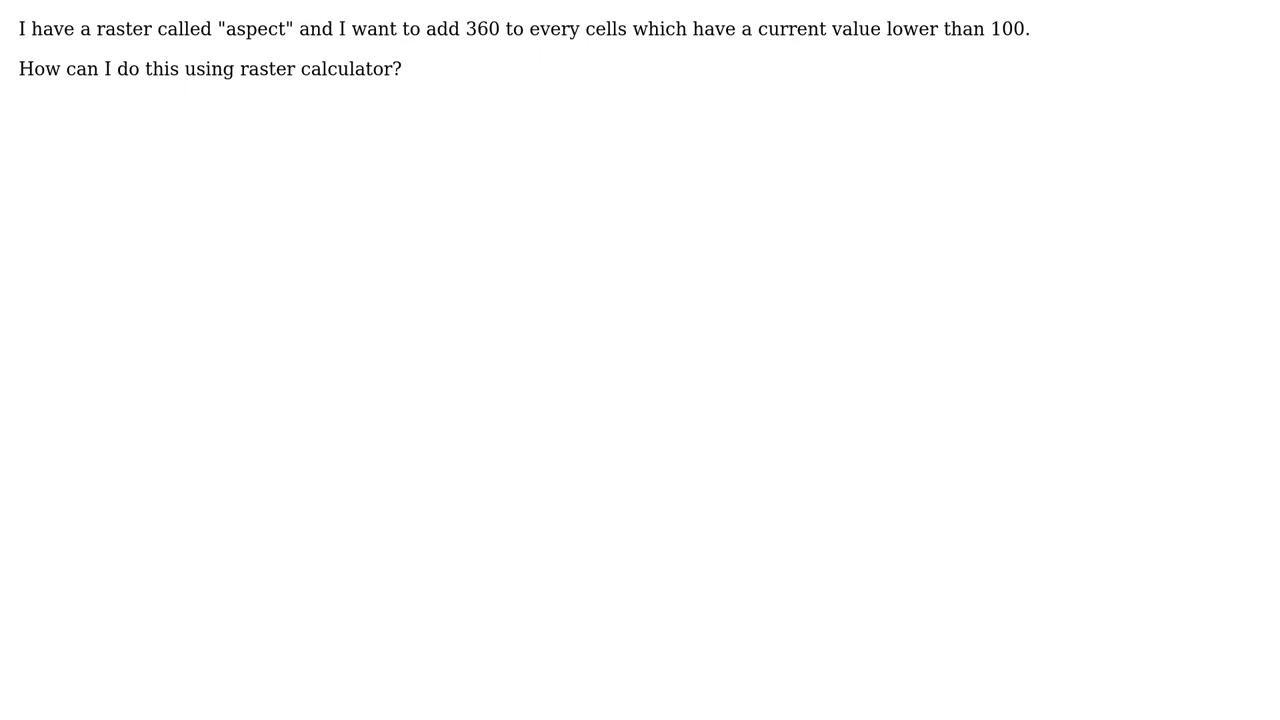 I have a raster called "aspect" and I want to add 360 to every cells which have a current value lower than 100.
How can I do this using raster calculator?